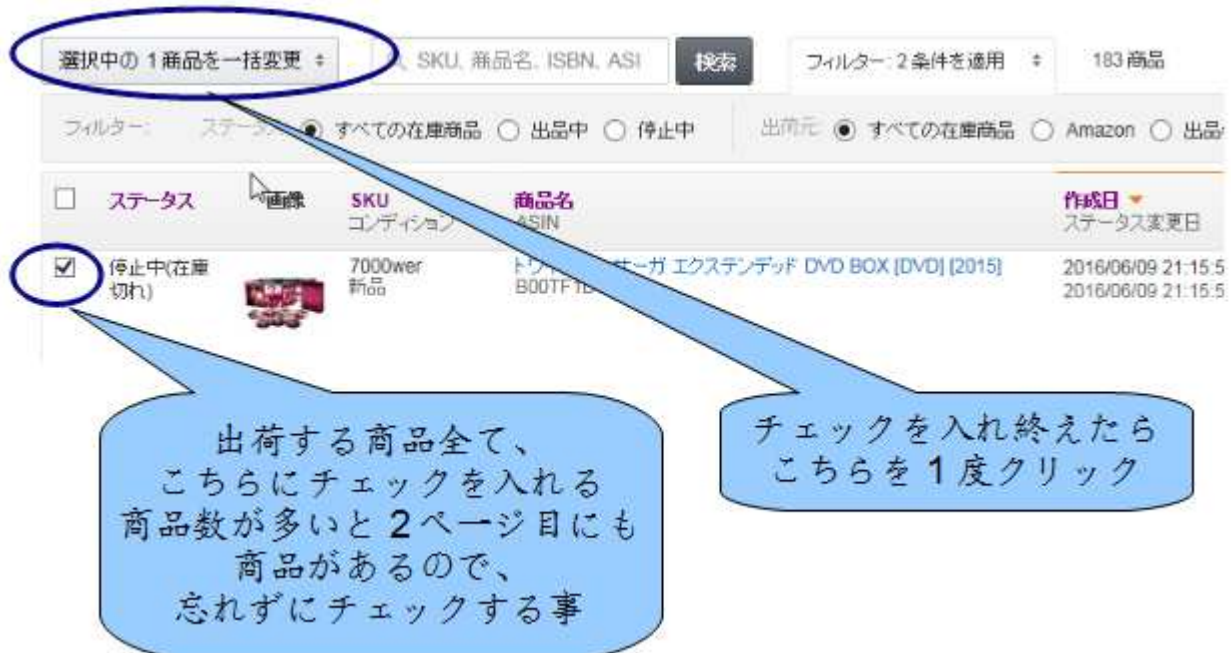 選択中の 1商品を一括変更
SKU, 商品名, ISBN, ASI
検索
フィルター: 2 条件を適用
183 商品
フィルター:
すべての在庫商品 出品中 停止中
出荷元 すべての在庫商品 Amazon 出品
ステータス 画像 SKU 商品名 作成日
コンディション ASIN ステータス変更日
停止中(在庫 7000wer サーガ エクステンデッド DVD BOX [DVD] [2015] 2016/06/09 21:15:5
切れ) 新品 2016/06/09 21:15:5
出荷する商品全て、
こちらにチェックを入れる
商品数が多いと2ページ目にも
商品があるので、
忘れずにチェックする事
チェックを入れ終えたら
こちらを1度クリック